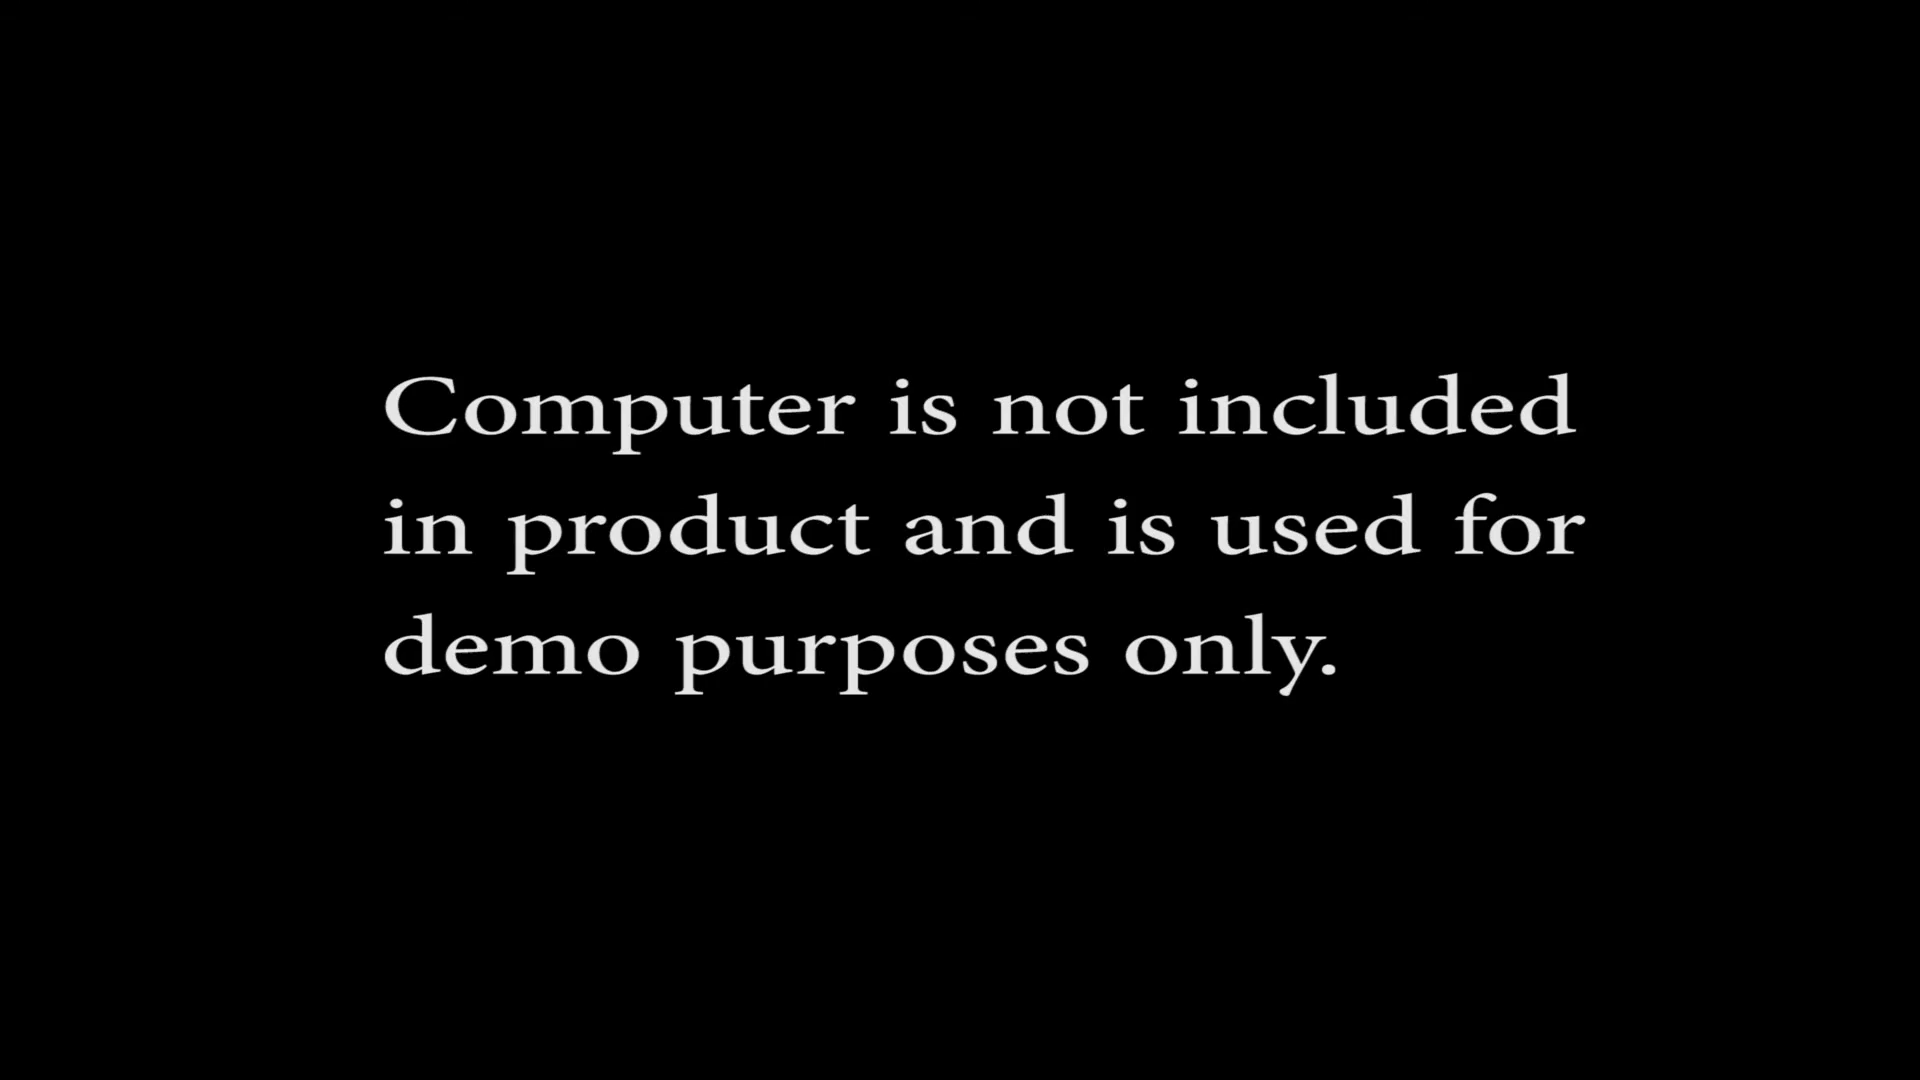 Computer is not included
in product and is used for
demo purposes only.